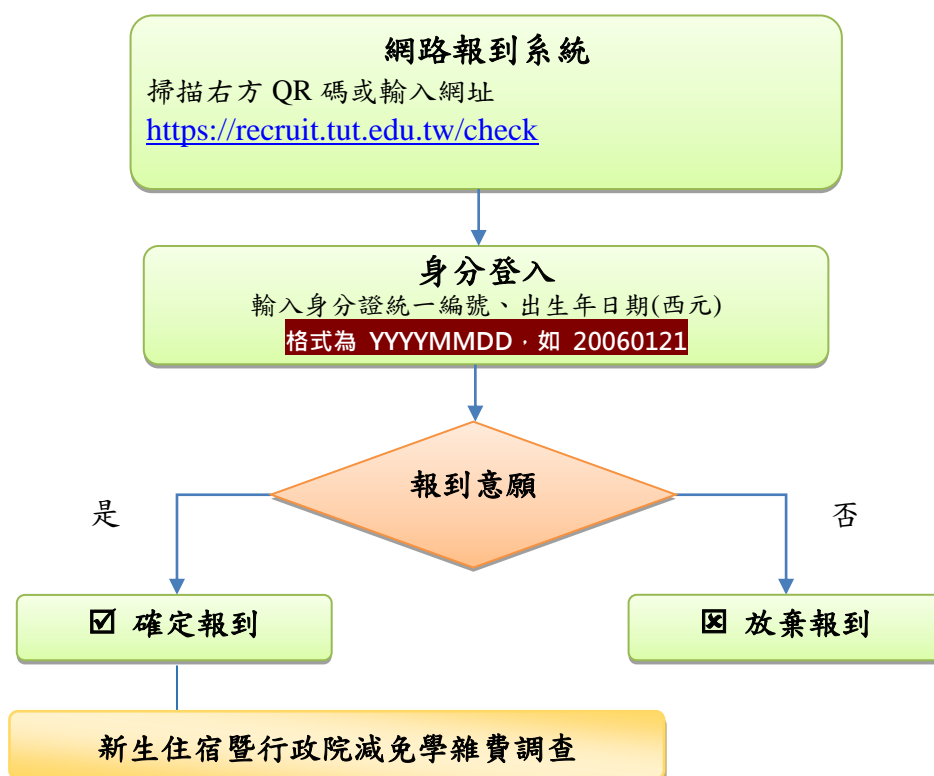 網路報到系統
掃描右方 QR 碼或輸入網址
https://recruit.tut.edu.tw/check
身分登入
輸入身分證統一編號、出生年日期(西元)
格式為 YYYYMMDD，如 20060121
報到意願
是
否
☑ 確定報到
☒ 放棄報到
新生住宿暨行政院減免學雜費調查